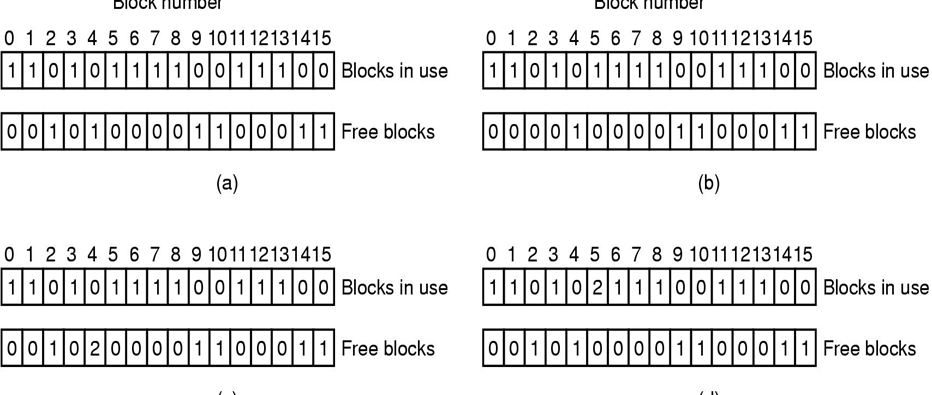 Block number Block number
0 1 2 3 4 5 6 7 8 9 10 11 12 13 14 15 0 1 2 3 4 5 6 7 8 9 10 11 12 13 14 15
1 1 0 1 0 1 1 1 1 0 0 1 1 1 0 0 Blocks in use 1 1 0 1 0 1 1 1 1 0 0 1 1 1 0 0 Blocks in use
0 0 1 0 1 0 0 0 0 1 1 0 0 0 1 1 Free blocks 0 0 0 0 1 0 0 0 0 1 1 0 0 0 1 1 Free blocks
(a) (b)
0 1 2 3 4 5 6 7 8 9 10 11 12 13 14 15 0 1 2 3 4 5 6 7 8 9 10 11 12 13 14 15
1 1 0 1 0 1 1 1 1 0 0 1 1 1 0 0 Blocks in use 1 1 0 1 0 2 1 1 1 0 0 1 1 1 0 0 Blocks in use
0 0 1 0 2 0 0 0 0 1 1 0 0 0 1 1 Free blocks 0 0 1 0 1 0 0 0 0 1 1 0 0 0 1 1 Free blocks